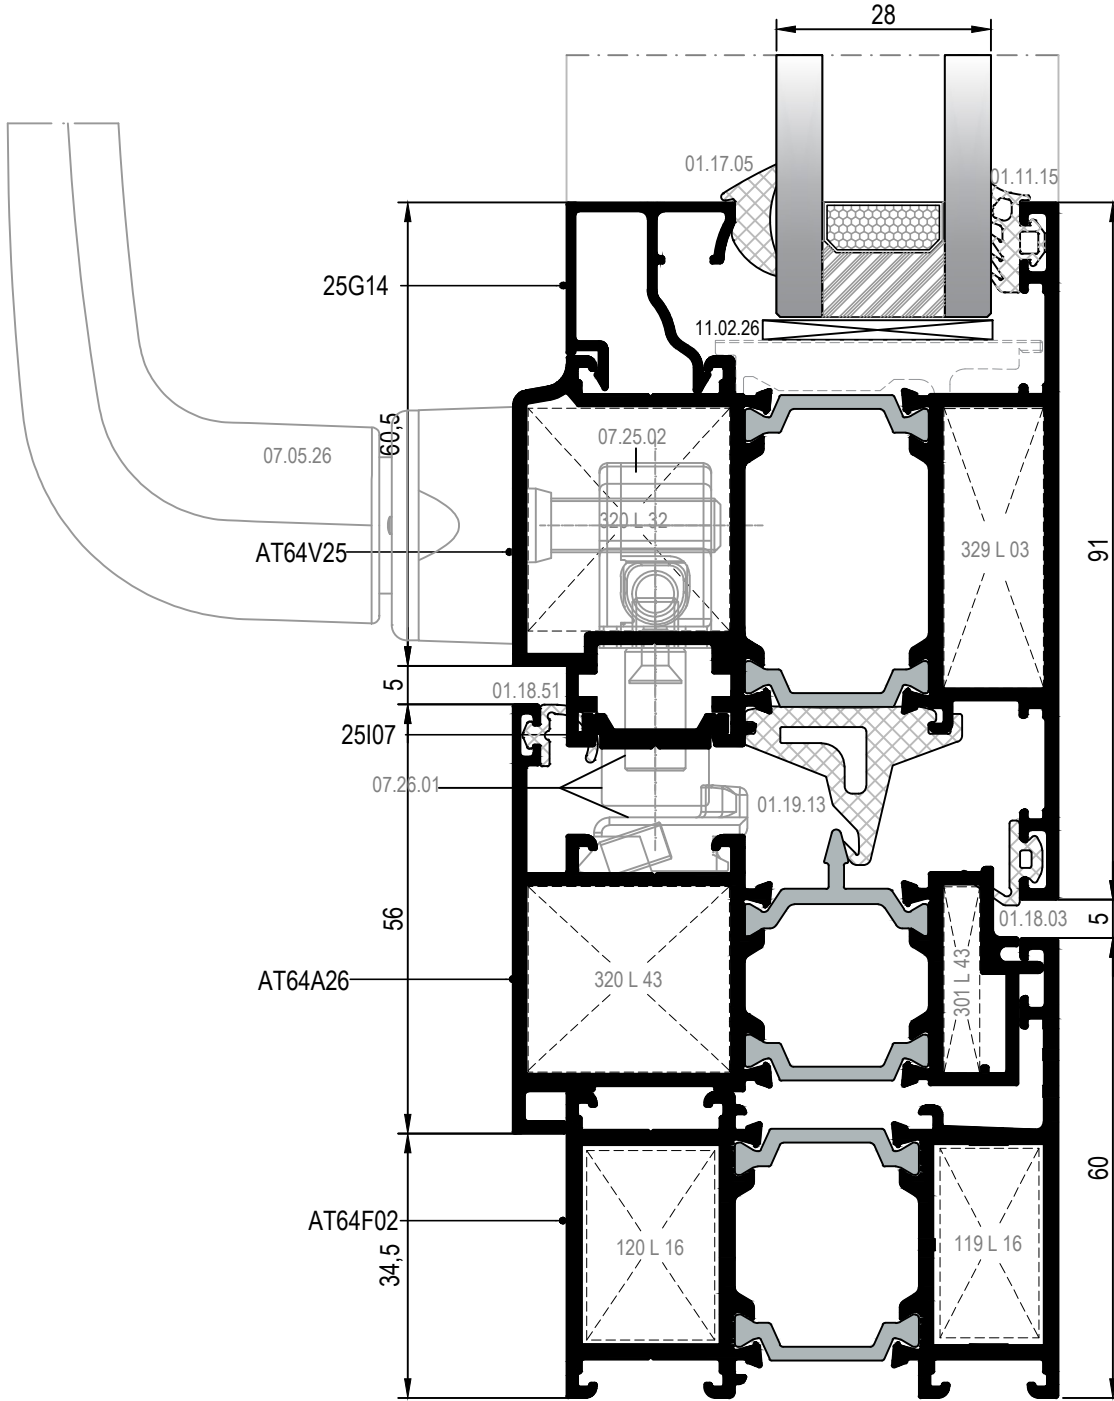 28
01.17.05
01.11.15
25G14
11.02.26
60,5
07.05.26
07.25.02
320 L 32
AT64V25
329 L 03
91
5
01.18.51
25I07
07.26.01
01.19.13
56
01.18.03
5
AT64A26
320 L 43
301 L 43
60
AT64F02
34,5
120 L 16
119 L 16